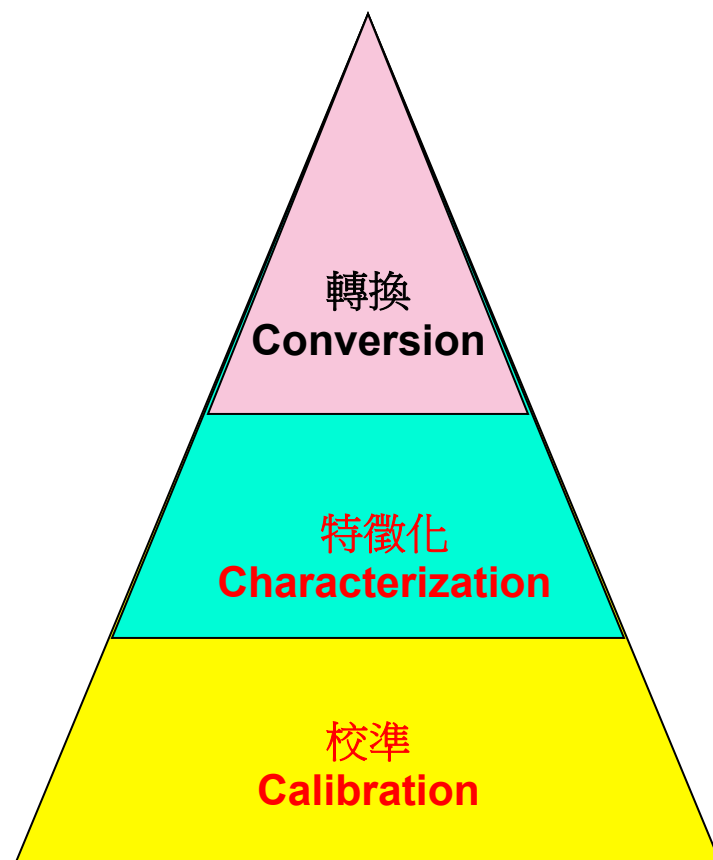 轉換
Conversion
特徵化
Characterization
校準
Calibration